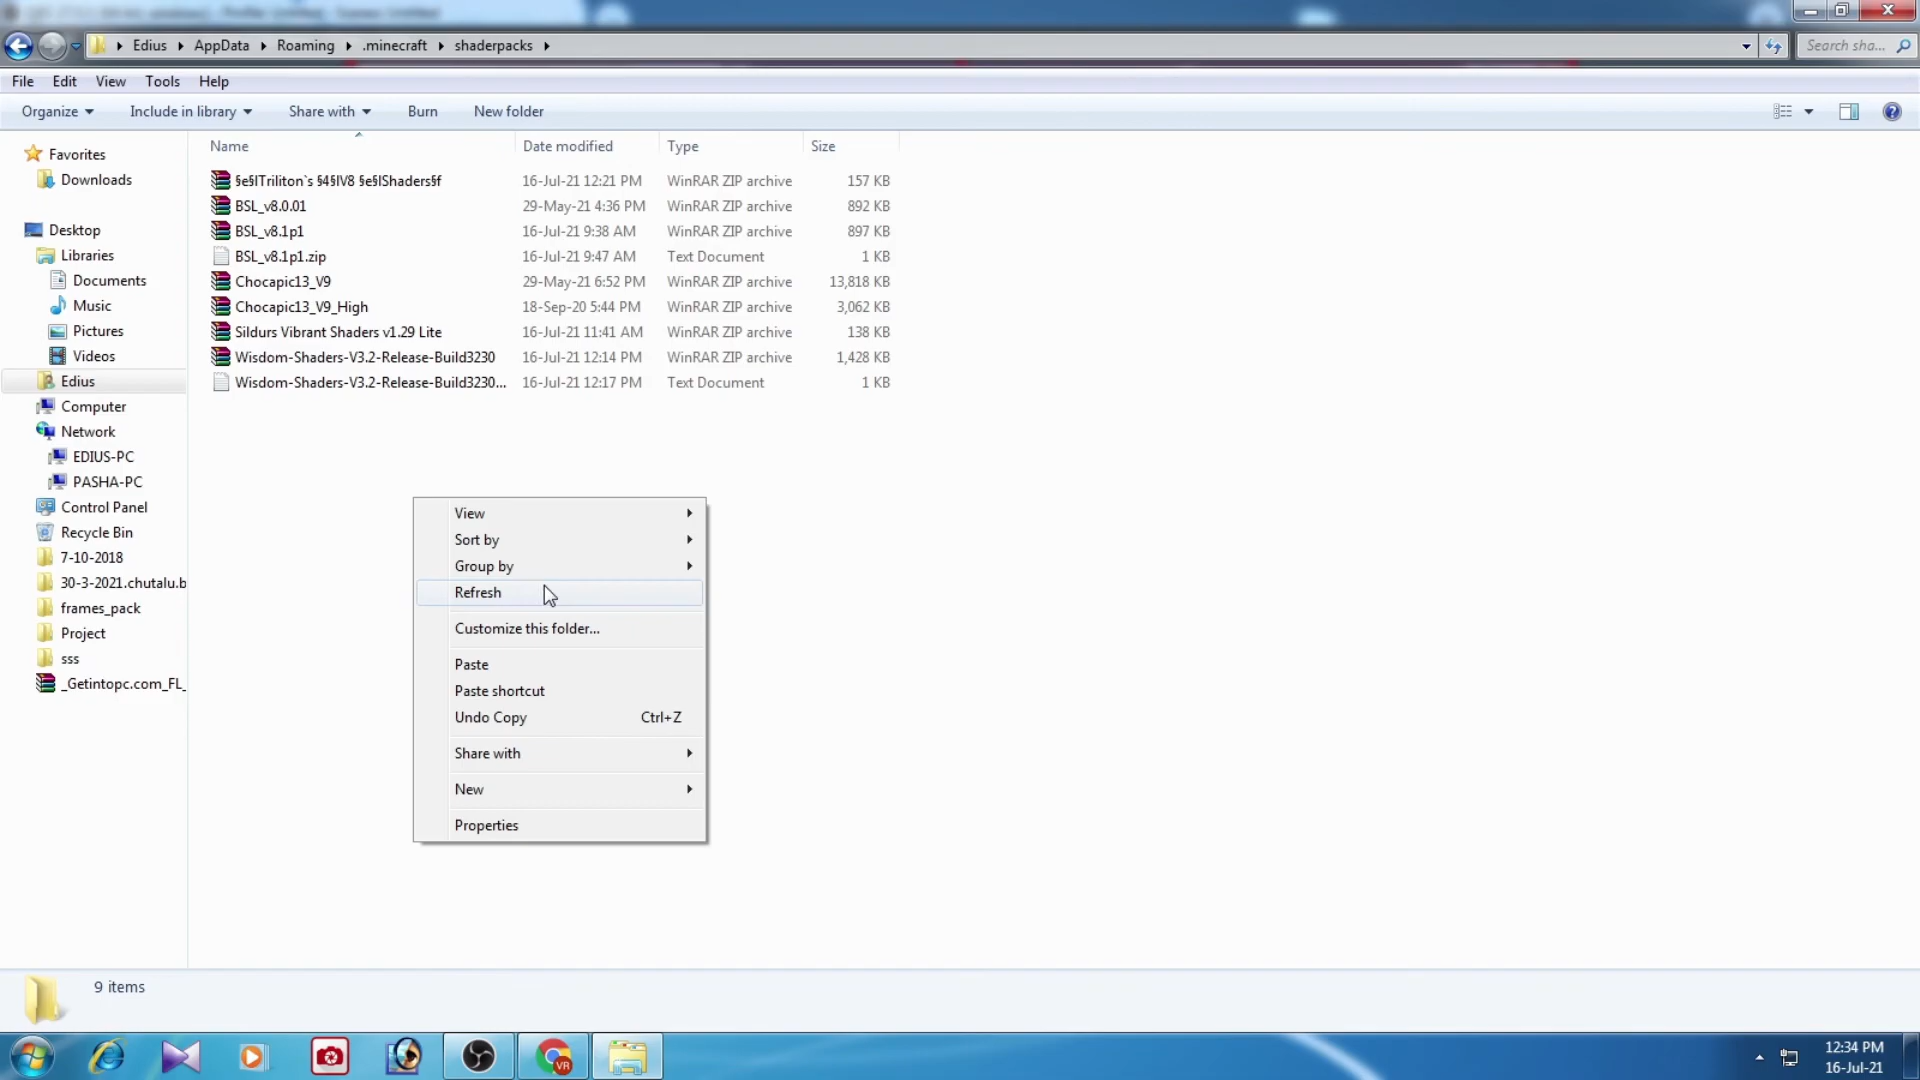 Edius AppData Roaming .minecraft shaderpacks Search sha...
File Edit View Tools Help
Organize Include in library Share with Burn New folder
Name Date modified Type Size
§e§lTriliton`s §4§lV8 §e§lShaders§f 16-Jul-21 12:21 PM WinRAR ZIP archive 157 KB
BSL_v8.0.01 29-May-21 4:36 PM WinRAR ZIP archive 892 KB
BSL_v8.1p1 16-Jul-21 9:38 AM WinRAR ZIP archive 897 KB
BSL_v8.1p1.zip 16-Jul-21 9:47 AM Text Document 1 KB
Chocapic13_V9 29-May-21 6:52 PM WinRAR ZIP archive 13,818 KB
Chocapic13_V9_High 18-Sep-20 5:44 PM WinRAR ZIP archive 3,062 KB
Sildurs Vibrant Shaders v1.29 Lite 16-Jul-21 11:41 AM WinRAR ZIP archive 138 KB
Wisdom-Shaders-V3.2-Release-Build3230 16-Jul-21 12:14 PM WinRAR ZIP archive 1,428 KB
Wisdom-Shaders-V3.2-Release-Build3230... 16-Jul-21 12:17 PM Text Document 1 KB
Favorites
Downloads
Desktop
Libraries
Documents
Music
Pictures
Videos
Edius
Computer
Network
EDIUS-PC
PASHA-PC
Control Panel
Recycle Bin
7-10-2018
30-3-2021.chutalu.b
frames_pack
Project
sss
_Getintopc.com_FL_
View
Sort by
Group by
Refresh
Customize this folder...
Paste
Paste shortcut
Undo Copy Ctrl+Z
Share with
New
Properties
9 items
VR
12:34 PM
16-Jul-21